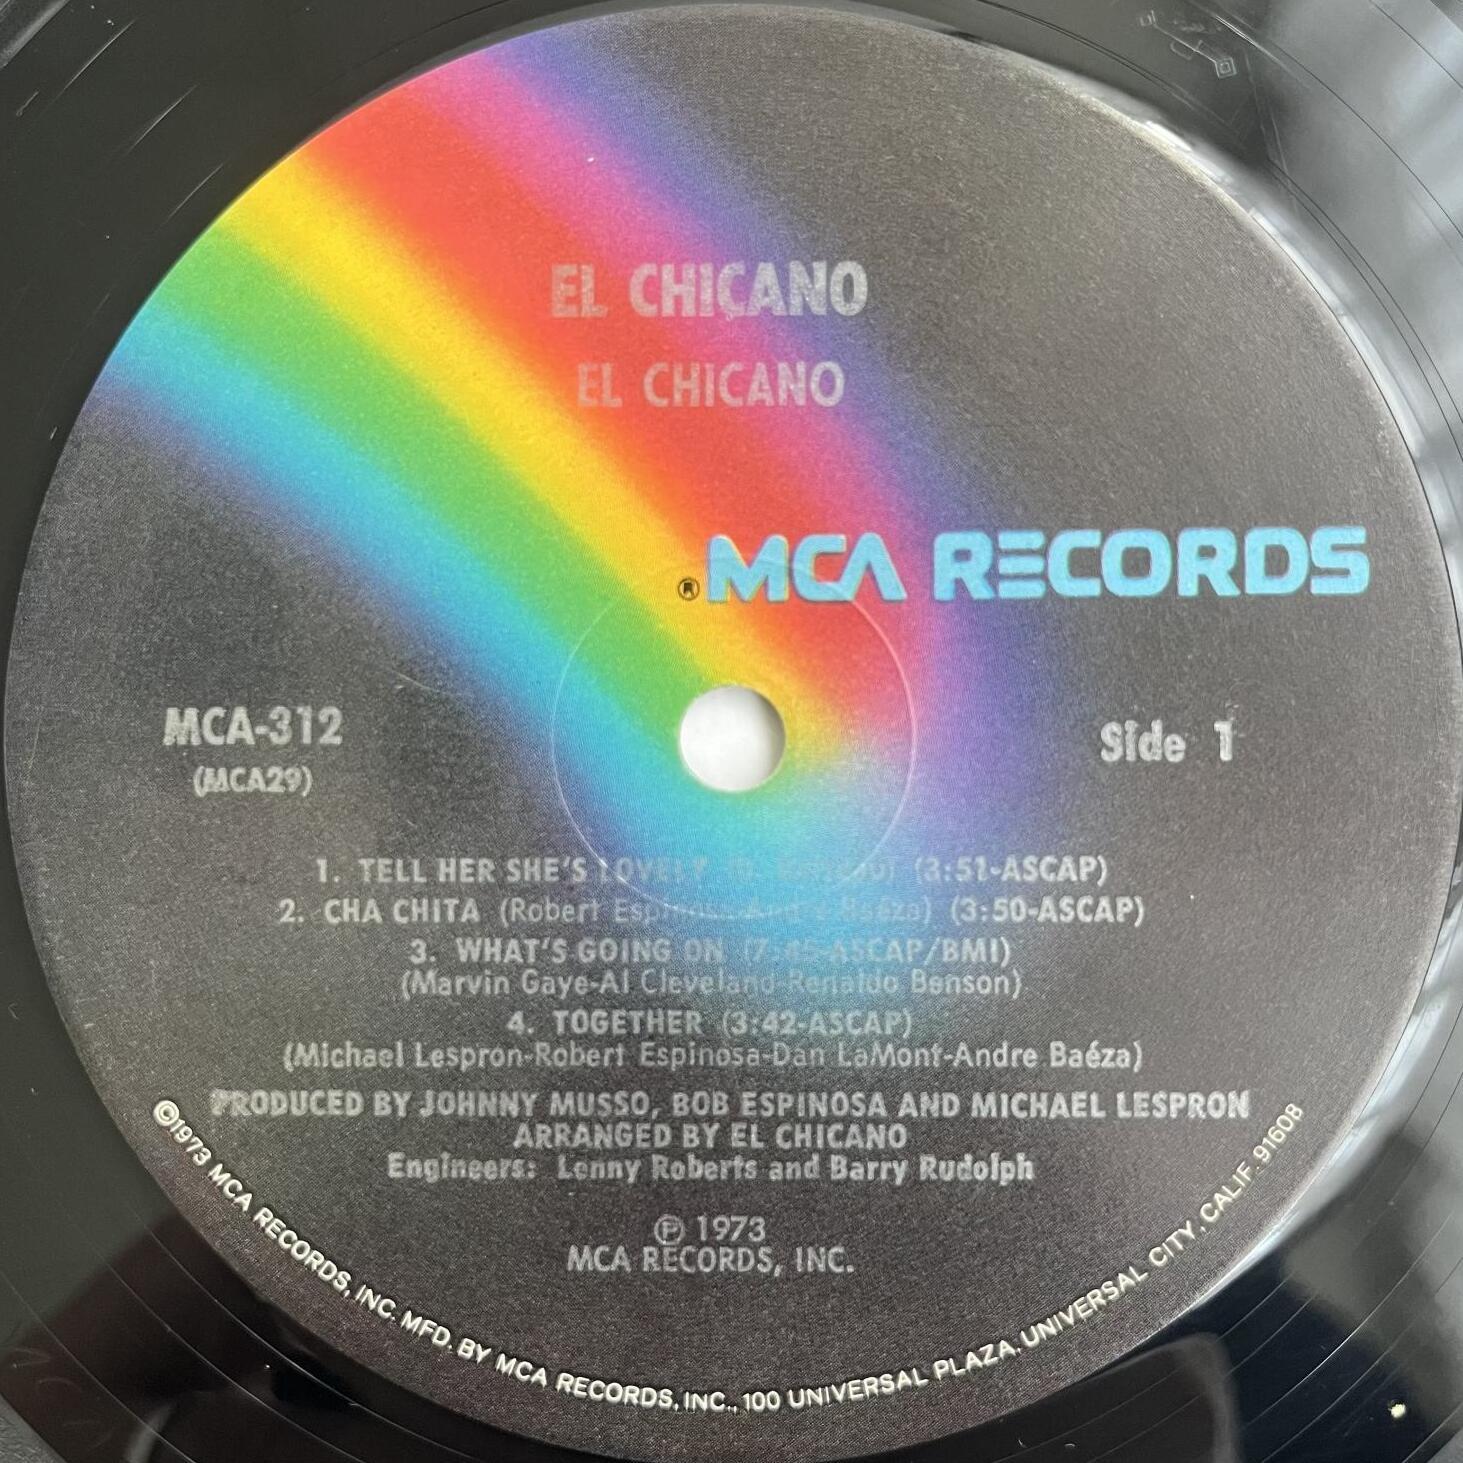 EL CHICANO
EL CHICANO
® MCA RECORDS
MCA-312
(MCA29)
Side 1
1. TELL HER SHE'S LOVELY (3:51-ASCAP)
2. CHA CHITA (Robert Espinosa-Andre Baéza) (3:50-ASCAP)
3. WHAT'S GOING ON (7:45-ASCAP/BMI)
(Marvin Gaye-Al Cleveland-Renaldo Benson)
4. TOGETHER (3:42-ASCAP)
(Michael Lespron-Robert Espinosa-Dan LaMont-Andre Baéza)
PRODUCED BY JOHNNY MUSSO, BOB ESPINOSA AND MICHAEL LESPRON
ARRANGED BY EL CHICANO
Engineers: Lenny Roberts and Barry Rudolph
℗ 1973
MCA RECORDS, INC.
©1973 MCA RECORDS, INC. MFD. BY MCA RECORDS, INC., 100 UNIVERSAL PLAZA, UNIVERSAL CITY, CALIF. 91608